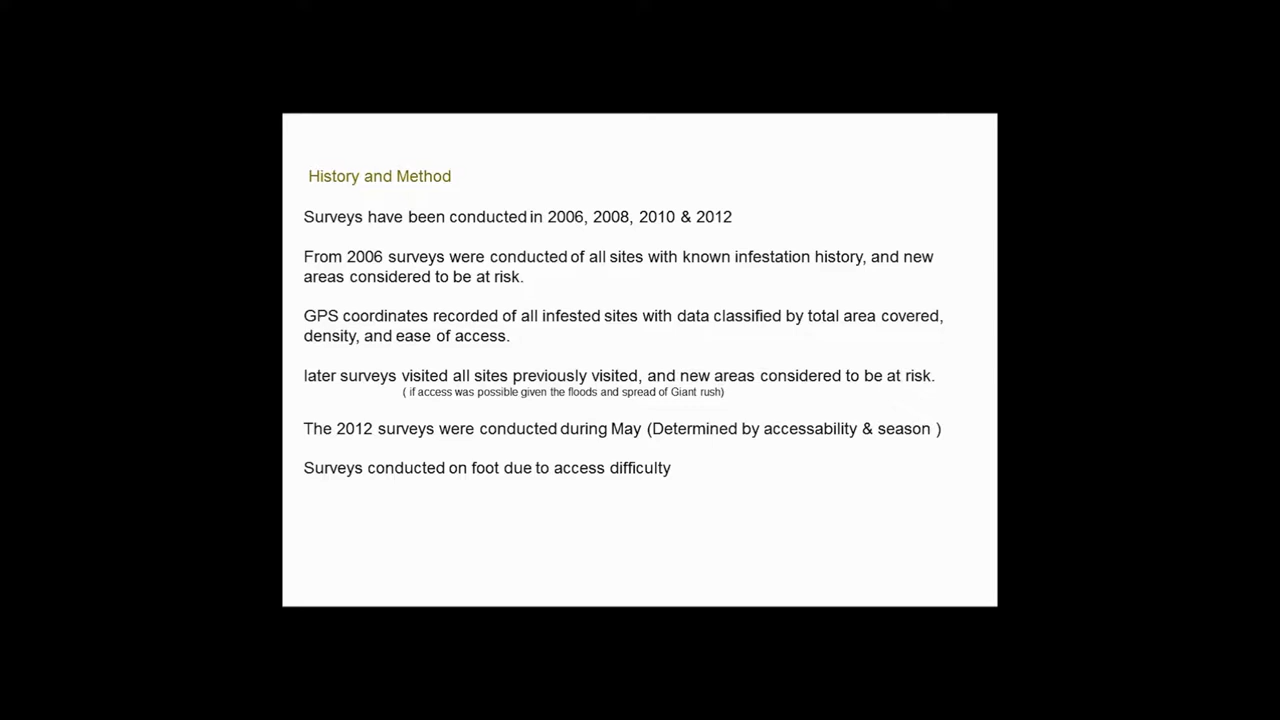 History and Method
Surveys have been conducted in 2006, 2008, 2010 & 2012
From 2006 surveys were conducted of all sites with known infestation history, and new
areas considered to be at risk.
GPS coordinates recorded of all infested sites with data classified by total area covered,
density, and ease of access.
later surveys visited all sites previously visited, and new areas considered to be at risk.
( if access was possible given the floods and spread of Giant rush)
The 2012 surveys were conducted during May (Determined by accessability & season )
Surveys conducted on foot due to access difficulty